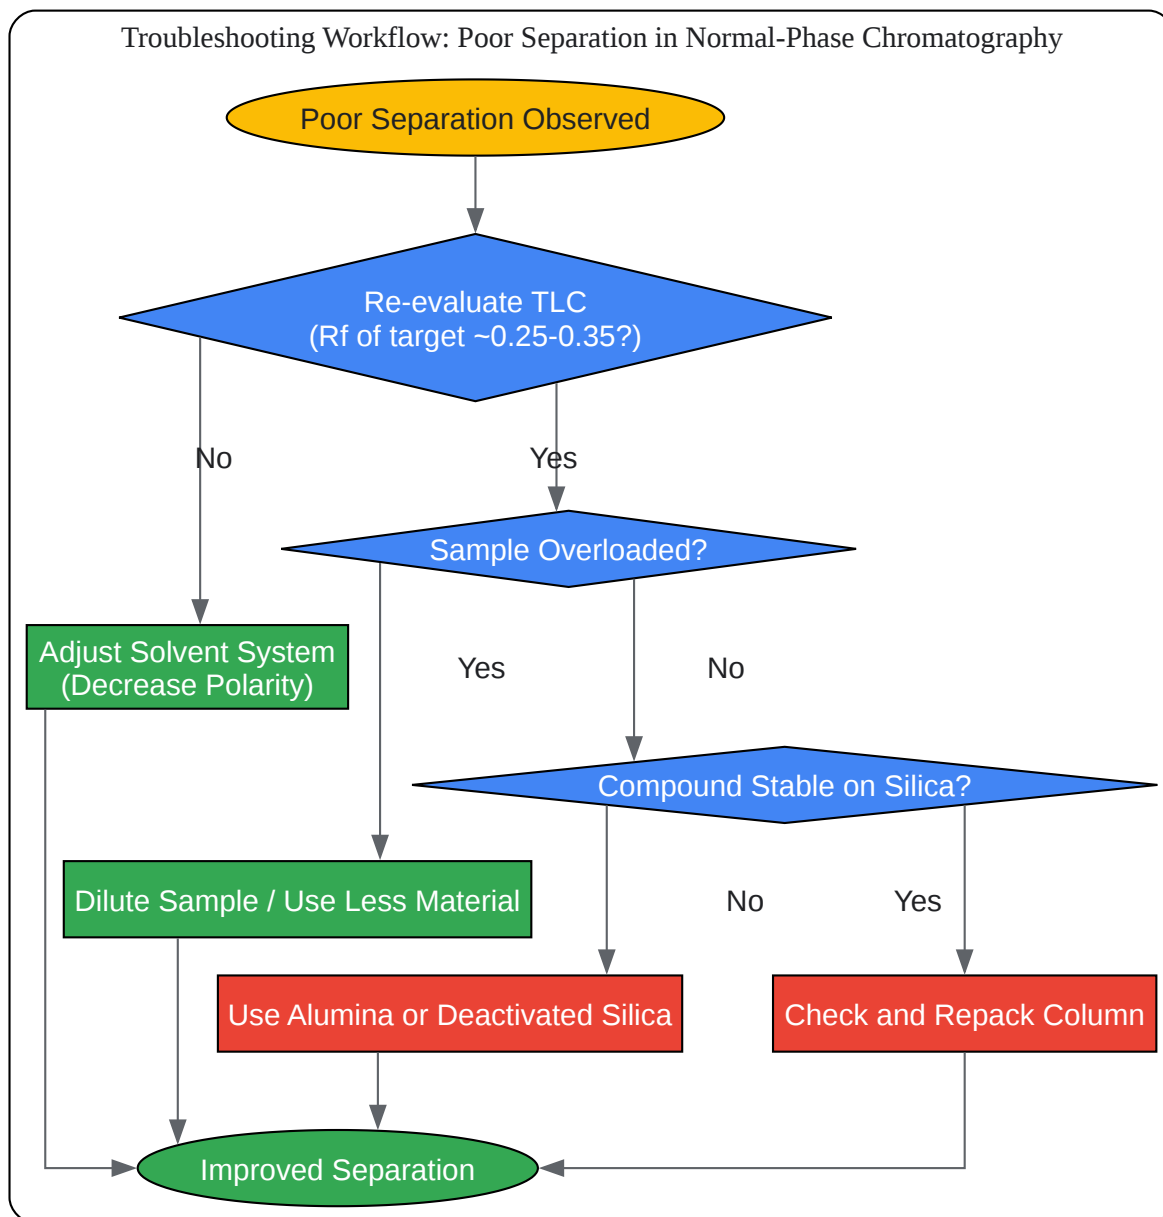 Troubleshooting Workflow: Poor Separation in Normal-Phase Chromatography
Poor Separation Observed
Re-evaluate TLC
(Rf of target ~0.25-0.35?)
No
Yes
Sample Overloaded?
Adjust Solvent System
(Decrease Polarity)
Yes
No
Compound Stable on Silica?
Dilute Sample / Use Less Material
No
Yes
Use Alumina or Deactivated Silica
Check and Repack Column
Improved Separation